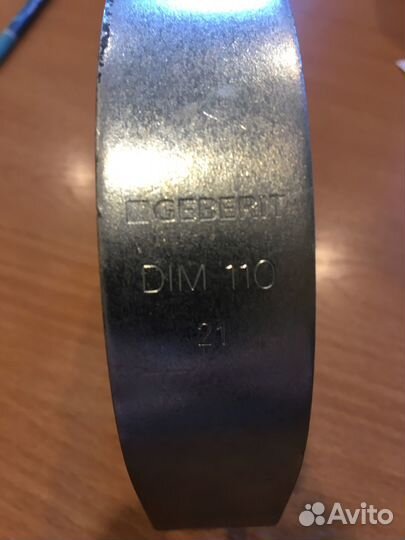 GEBERIT
DIM 110
21
Avito